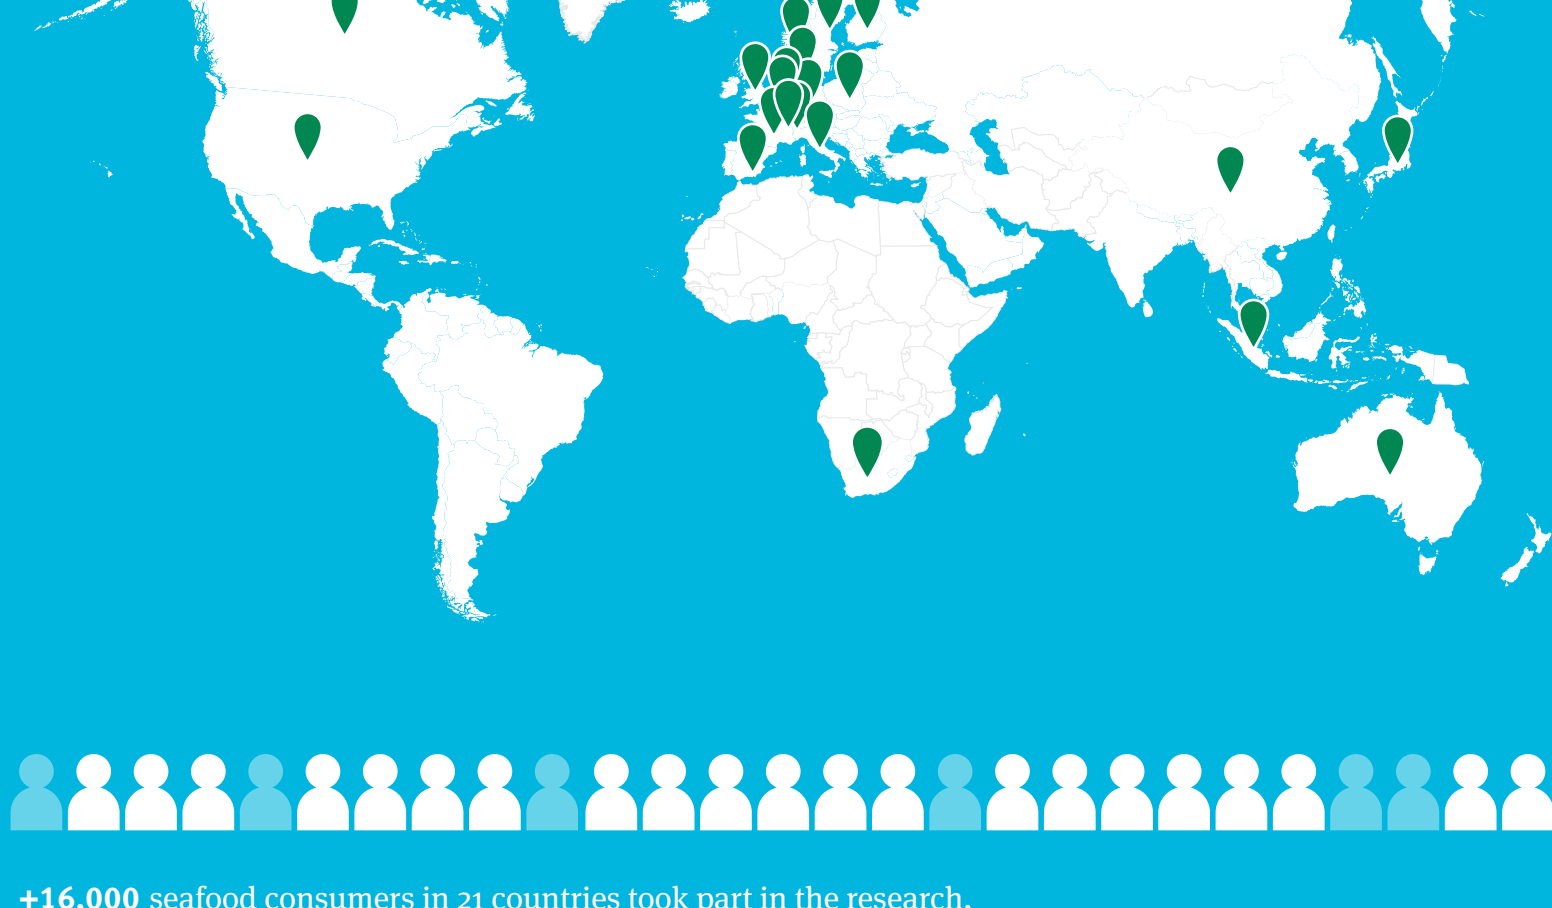 +16,000 seafood consumers in 21 countries took part in the research.